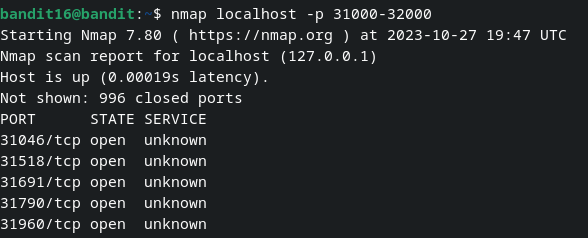 bandit16@bandit:~$ nmap localhost -p 31000-32000
Starting Nmap 7.80 ( https://nmap.org ) at 2023-10-27 19:47 UTC
Nmap scan report for localhost (127.0.0.1)
Host is up (0.00019s latency).
Not shown: 996 closed ports
PORT      STATE SERVICE
31046/tcp open  unknown
31518/tcp open  unknown
31691/tcp open  unknown
31790/tcp open  unknown
31960/tcp open  unknown